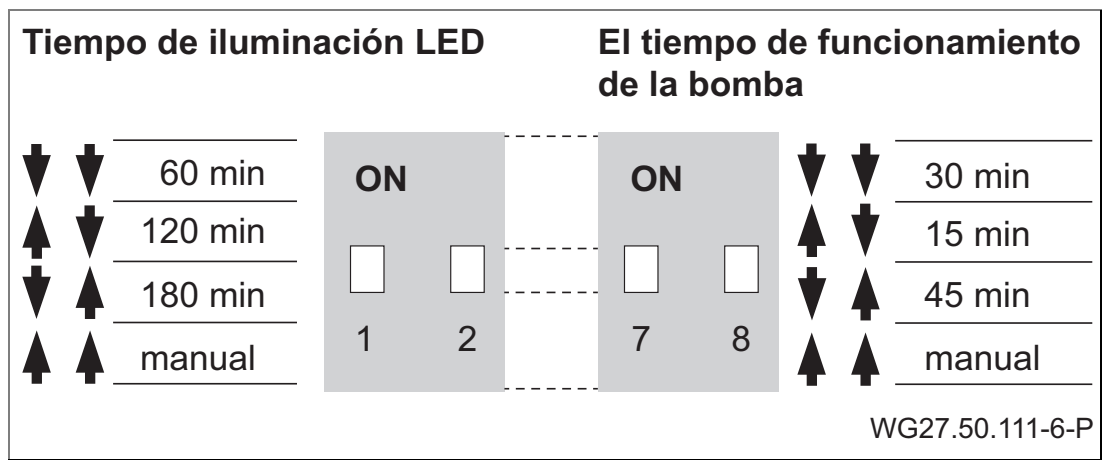 Tiempo de iluminación LED
El tiempo de funcionamiento
de la bomba
60 min
120 min
180 min
manual
ON
1 2
ON
7 8
30 min
15 min
45 min
manual
WG27.50.111-6-P